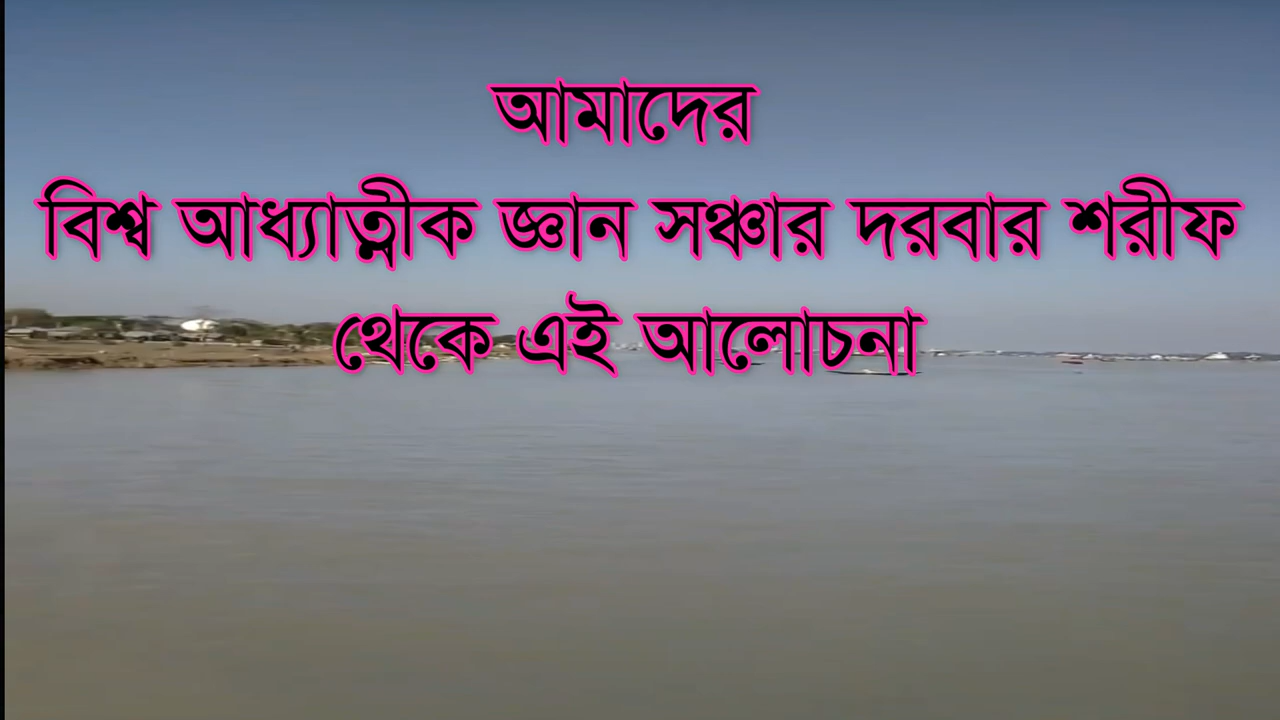 আমাদের
বিশ্ব আধ্যাত্নীক জ্ঞান সঞ্চার দরবার শরীফ
থেকে এই আলোচনা